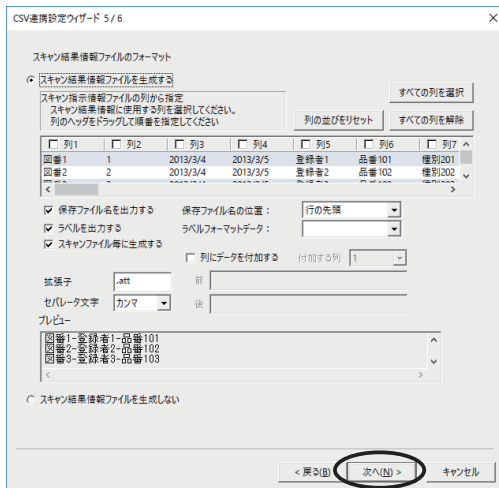 CSV連携設定ウィザード 5 / 6
スキャン結果情報ファイルのフォーマット
スキャン結果情報ファイルを生成する
スキャン指示情報ファイルの列から指定
スキャン結果情報に使用する列を選択してください。
列のヘッダをドラッグして順番を指定してください
すべての列を選択
列の並びをリセット
すべての列を解除
列1 列2 列3 列4 列5 列6 列7
図番1 1 2013/3/4 2013/3/5 登録者1 品番101 種別201
図番2 2 2013/3/4 2013/3/5 登録者2 品番102 種別202
保存ファイル名を出力する 保存ファイル名の位置： 行の先頭
ラベルを出力する ラベルフォーマットデータ：
スキャンファイル毎に生成する
列にデータを付加する 付加する列 1
拡張子 .att 前
セパレータ文字 カンマ 後
プレビュー
図番1-登録者1-品番101
図番2-登録者2-品番102
図番3-登録者3-品番103
スキャン結果情報ファイルを生成しない
< 戻る(B) 次へ(N) > キャンセル